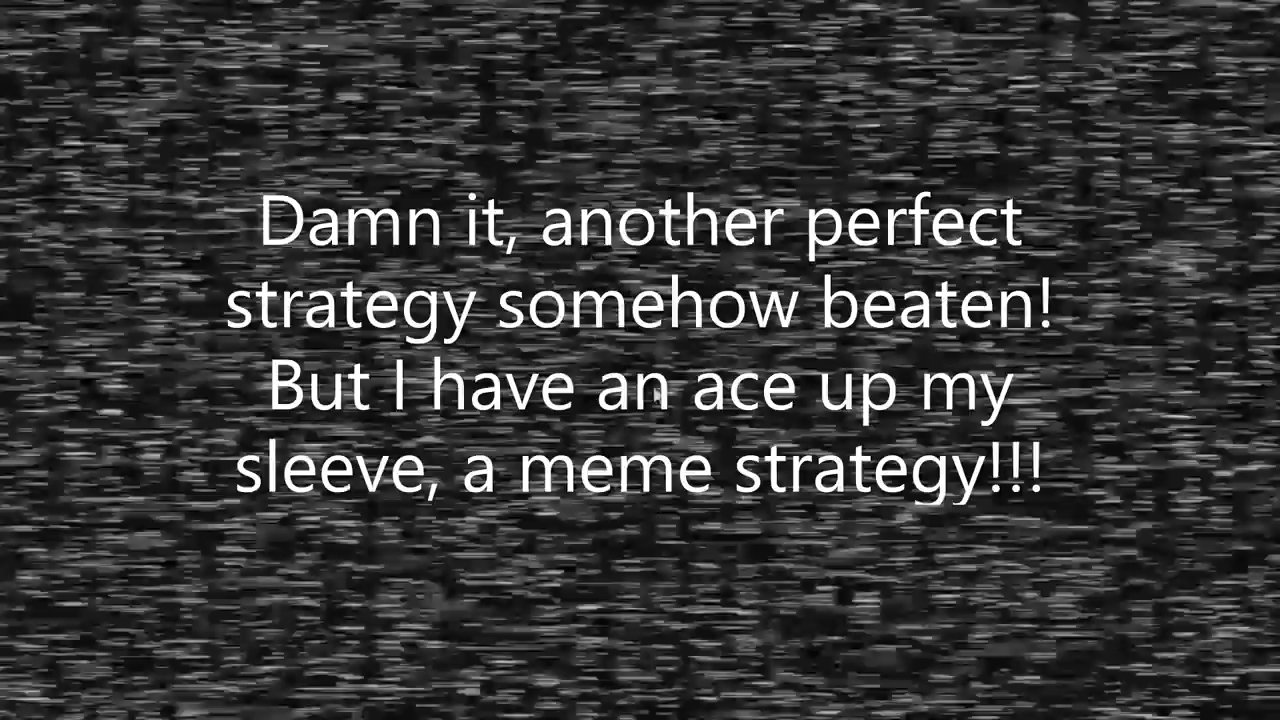 Damn it, another perfect
strategy somehow beaten!
But I have an ace up my
sleeve, a meme strategy!!!